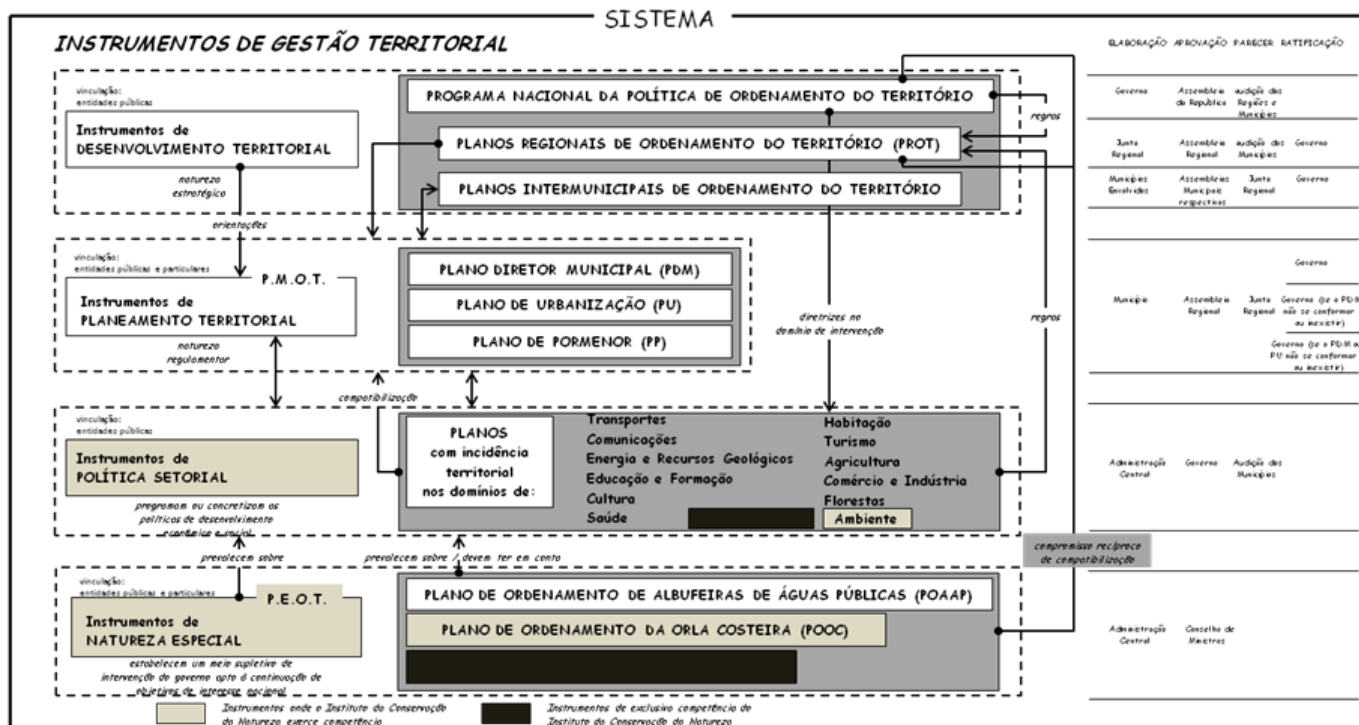 SISTEMA
INSTRUMENTOS DE GESTÃO TERRITORIAL
ELABORAÇÃO APROVAÇÃO PARECER RATIFICAÇÃO
vinculação:
entidades públicas
Instrumentos de
DESENVOLVIMENTO TERRITORIAL
natureza
estratégica
orientações
PROGRAMA NACIONAL DA POLÍTICA DE ORDENAMENTO DO TERRITÓRIO
PLANOS REGIONAIS DE ORDENAMENTO DO TERRITÓRIO (PROT)
PLANOS INTERMUNICIPAIS DE ORDENAMENTO DO TERRITÓRIO
regras
Governo
Assembleia
da República
audição das
Regiões e
Municípios
Junta
Regional
Assembleia
Regional
audição dos
Municípios
Governo
Municípios
Envolvidos
Assembleias
Municipais
respectivas
Junta
Regional
Governo
vinculação:
entidades públicas e particulares
P.M.O.T.
Instrumentos de
PLANEAMENTO TERRITORIAL
natureza
regulamentar
PLANO DIRETOR MUNICIPAL (PDM)
PLANO DE URBANIZAÇÃO (PU)
PLANO DE PORMENOR (PP)
diretrizes no
domínio de intervenção
regras
Governo
Município
Assembleia
Regional
Junta
Regional
Governo (se o PDM
não se conformar
ou inexistir)
Governo (se o PDM ou
PU não se conformar
ou inexistir)
compatibilização
vinculação:
entidades públicas
Instrumentos de
POLÍTICA SETORIAL
programam ou concretizam as
políticas de desenvolvimento
económico e social
PLANOS
com incidência
territorial
nos domínios de:
Transportes
Comunicações
Energia e Recursos Geológicos
Educação e Formação
Cultura
Saúde
Habitação
Turismo
Agricultura
Comércio e Indústria
Florestas
Ambiente
Administração
Central
Governo
Audição dos
Municípios
prevalecem sobre
prevalecem sobre / devem ter em conta
compromisso recíproco
de compatibilização
vinculação:
entidades públicas e particulares
P.E.O.T.
Instrumentos de
NATUREZA ESPECIAL
estabelecem um meio supletivo de
intervenção do governo apto à continuação de
objetivos de interesse nacional
PLANO DE ORDENAMENTO DE ALBUFEIRAS DE ÁGUAS PÚBLICAS (POAAP)
PLANO DE ORDENAMENTO DA ORLA COSTEIRA (POOC)
Administração
Central
Conselho de
Ministros
Instrumentos onde o Instituto da Conservação
da Natureza exerce competência
Instrumentos de exclusiva competência do
Instituto da Conservação da Natureza